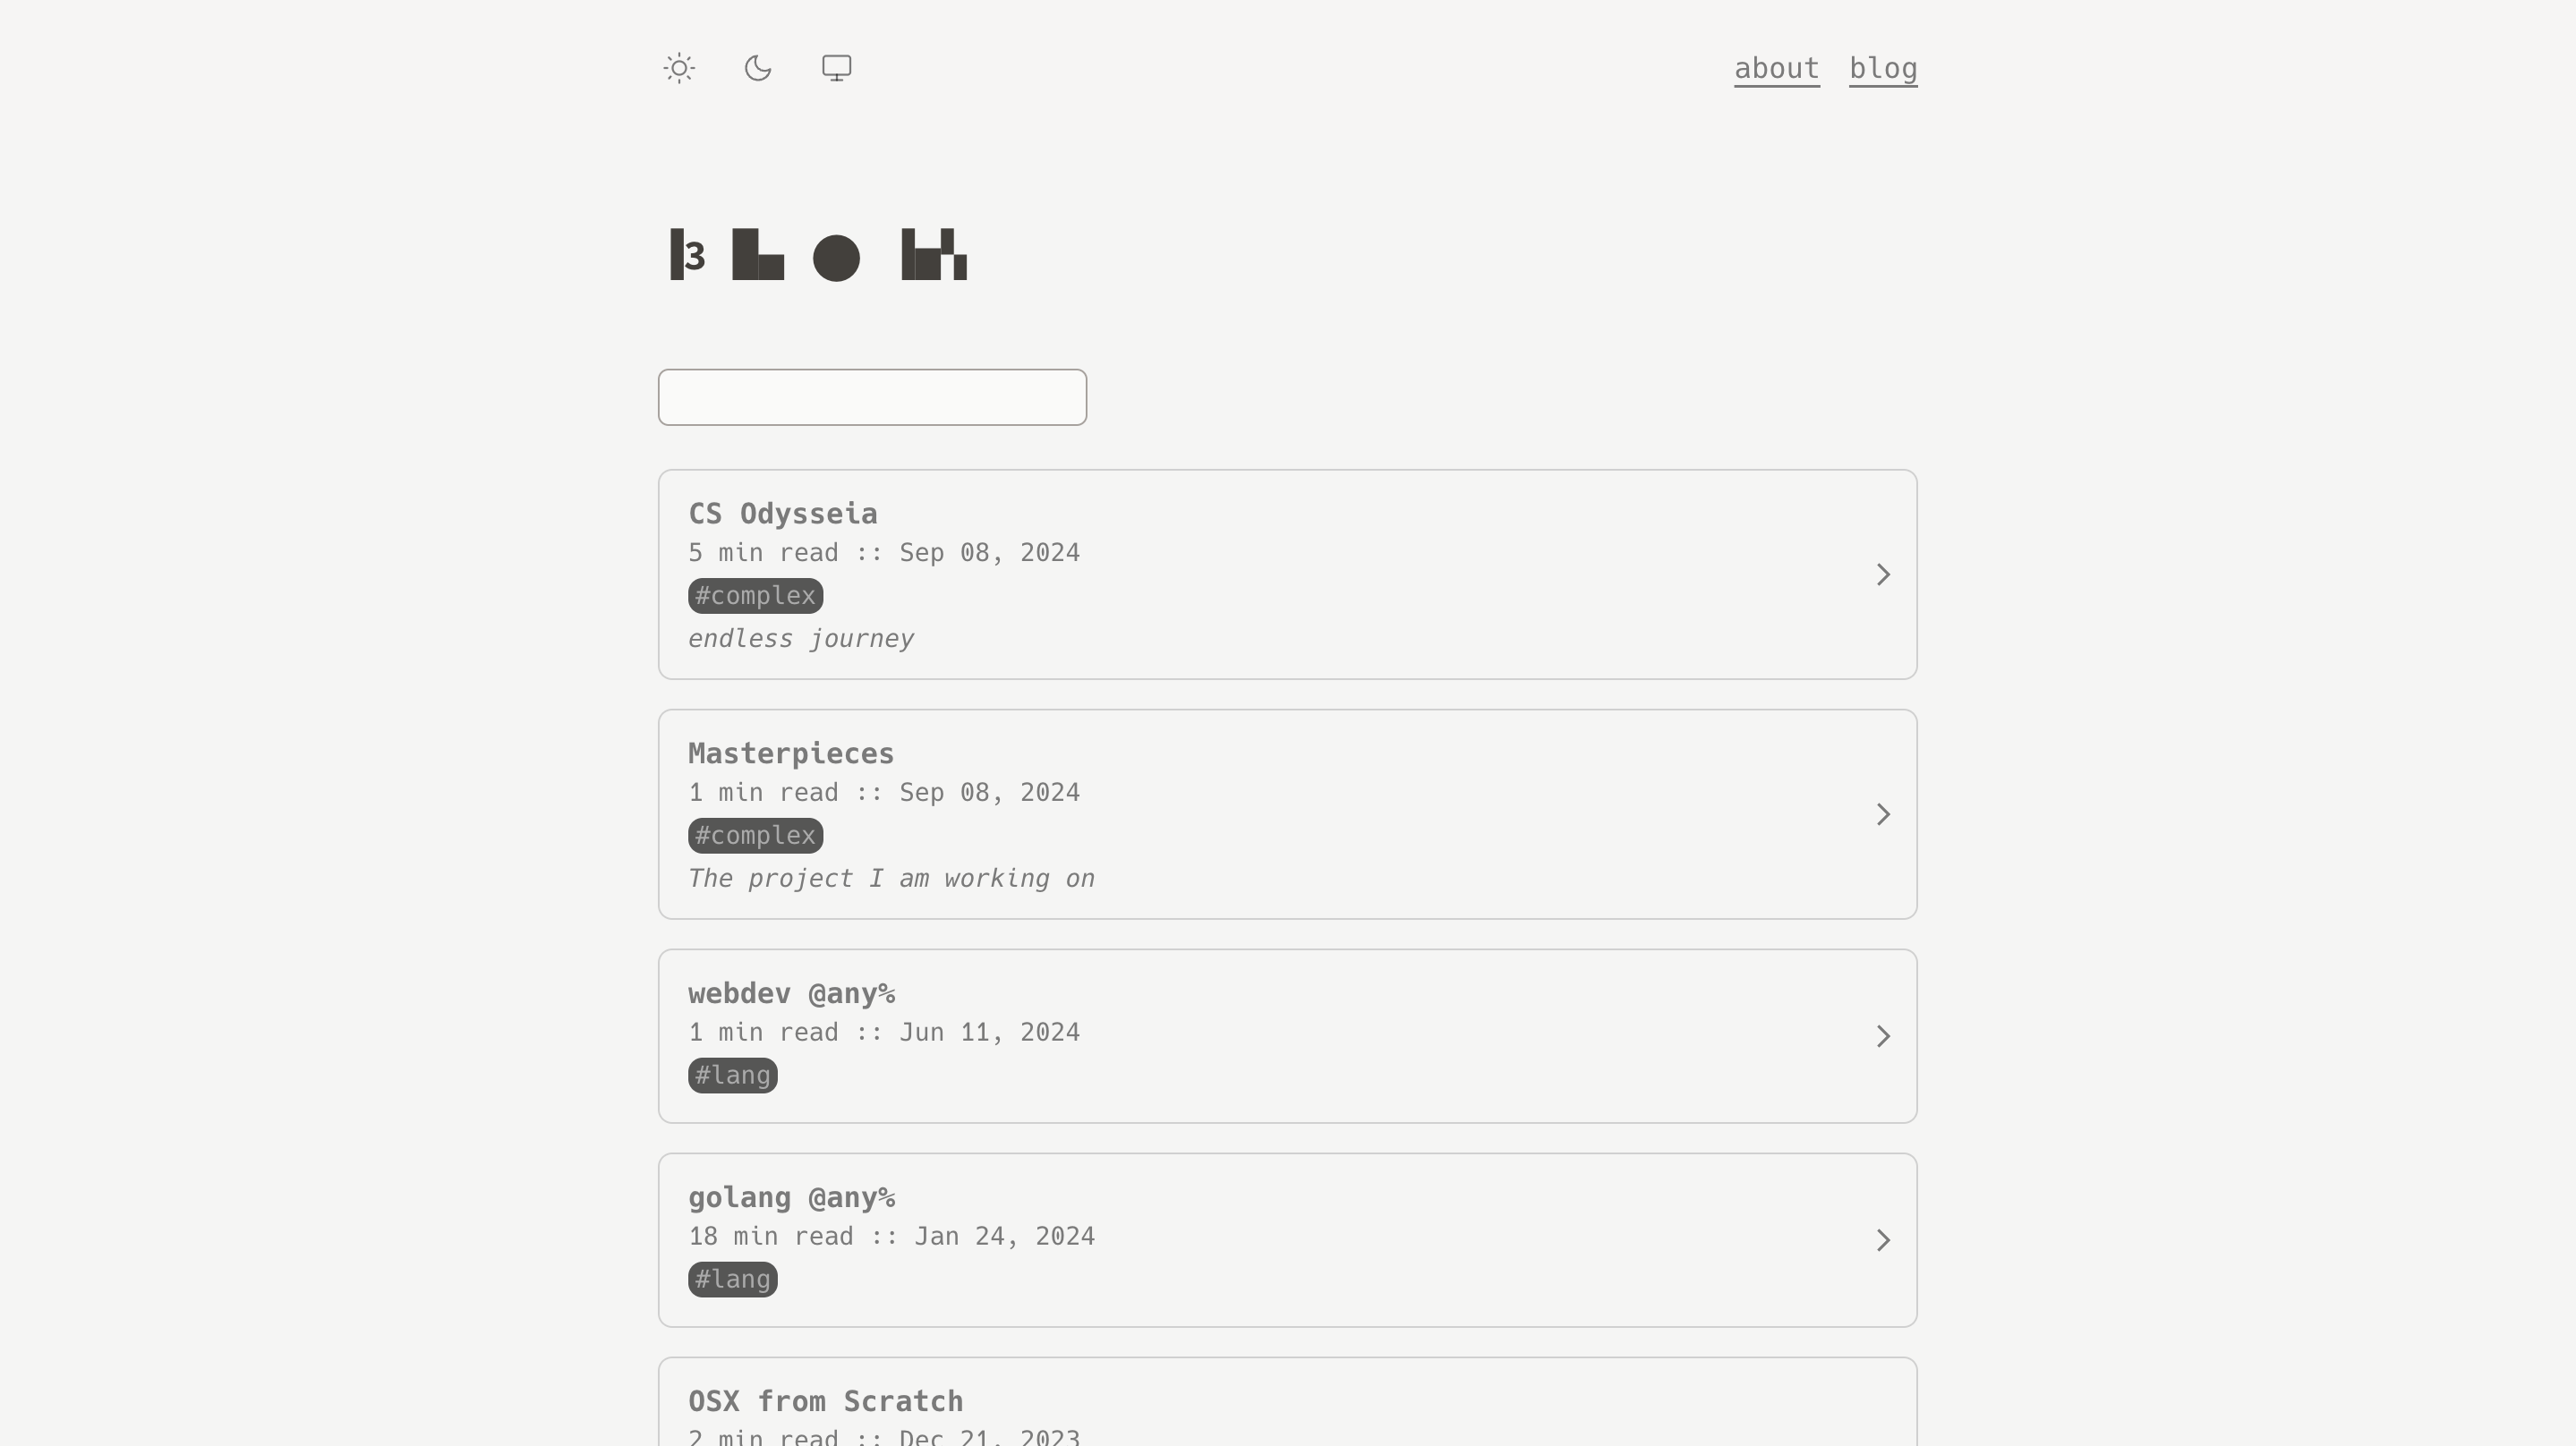 about blog
CS Odysseia
5 min read :: Sep 08, 2024
#complex
endless journey
Masterpieces
1 min read :: Sep 08, 2024
#complex
The project I am working on
webdev @any%
1 min read :: Jun 11, 2024
#lang
golang @any%
18 min read :: Jan 24, 2024
#lang
OSX from Scratch
2 min read :: Dec 21, 2023